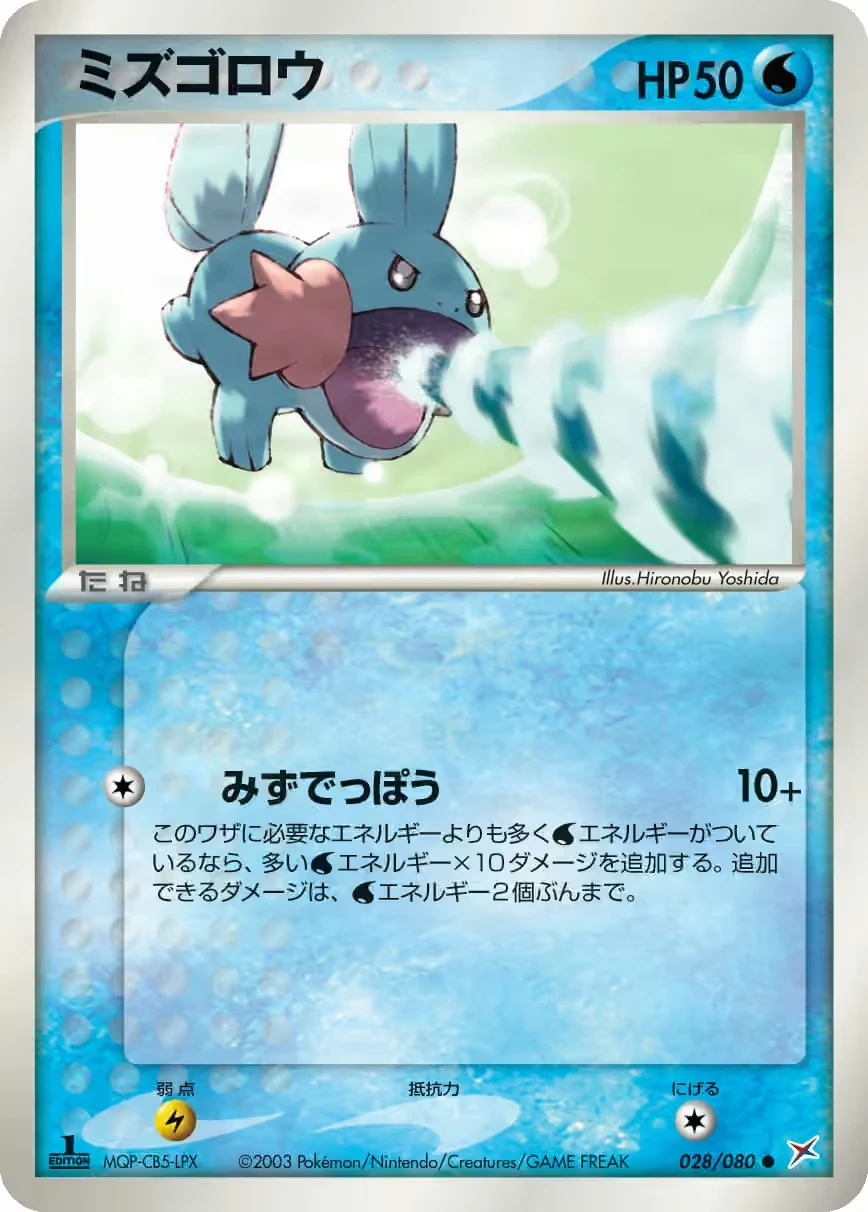 ミズゴロウ HP50
たね Illus.Hironobu Yoshida
みずでっぽう 10+
このワザに必要なエネルギーよりも多くエネルギーがついて
いるなら、多いエネルギー×10ダメージを追加する。追加
できるダメージは、エネルギー2個ぶんまで。
弱点 抵抗力 にげる
1 EDITION MQP-CB5-LPX ©2003 Pokémon/Nintendo/Creatures/GAME FREAK 028/080 ●